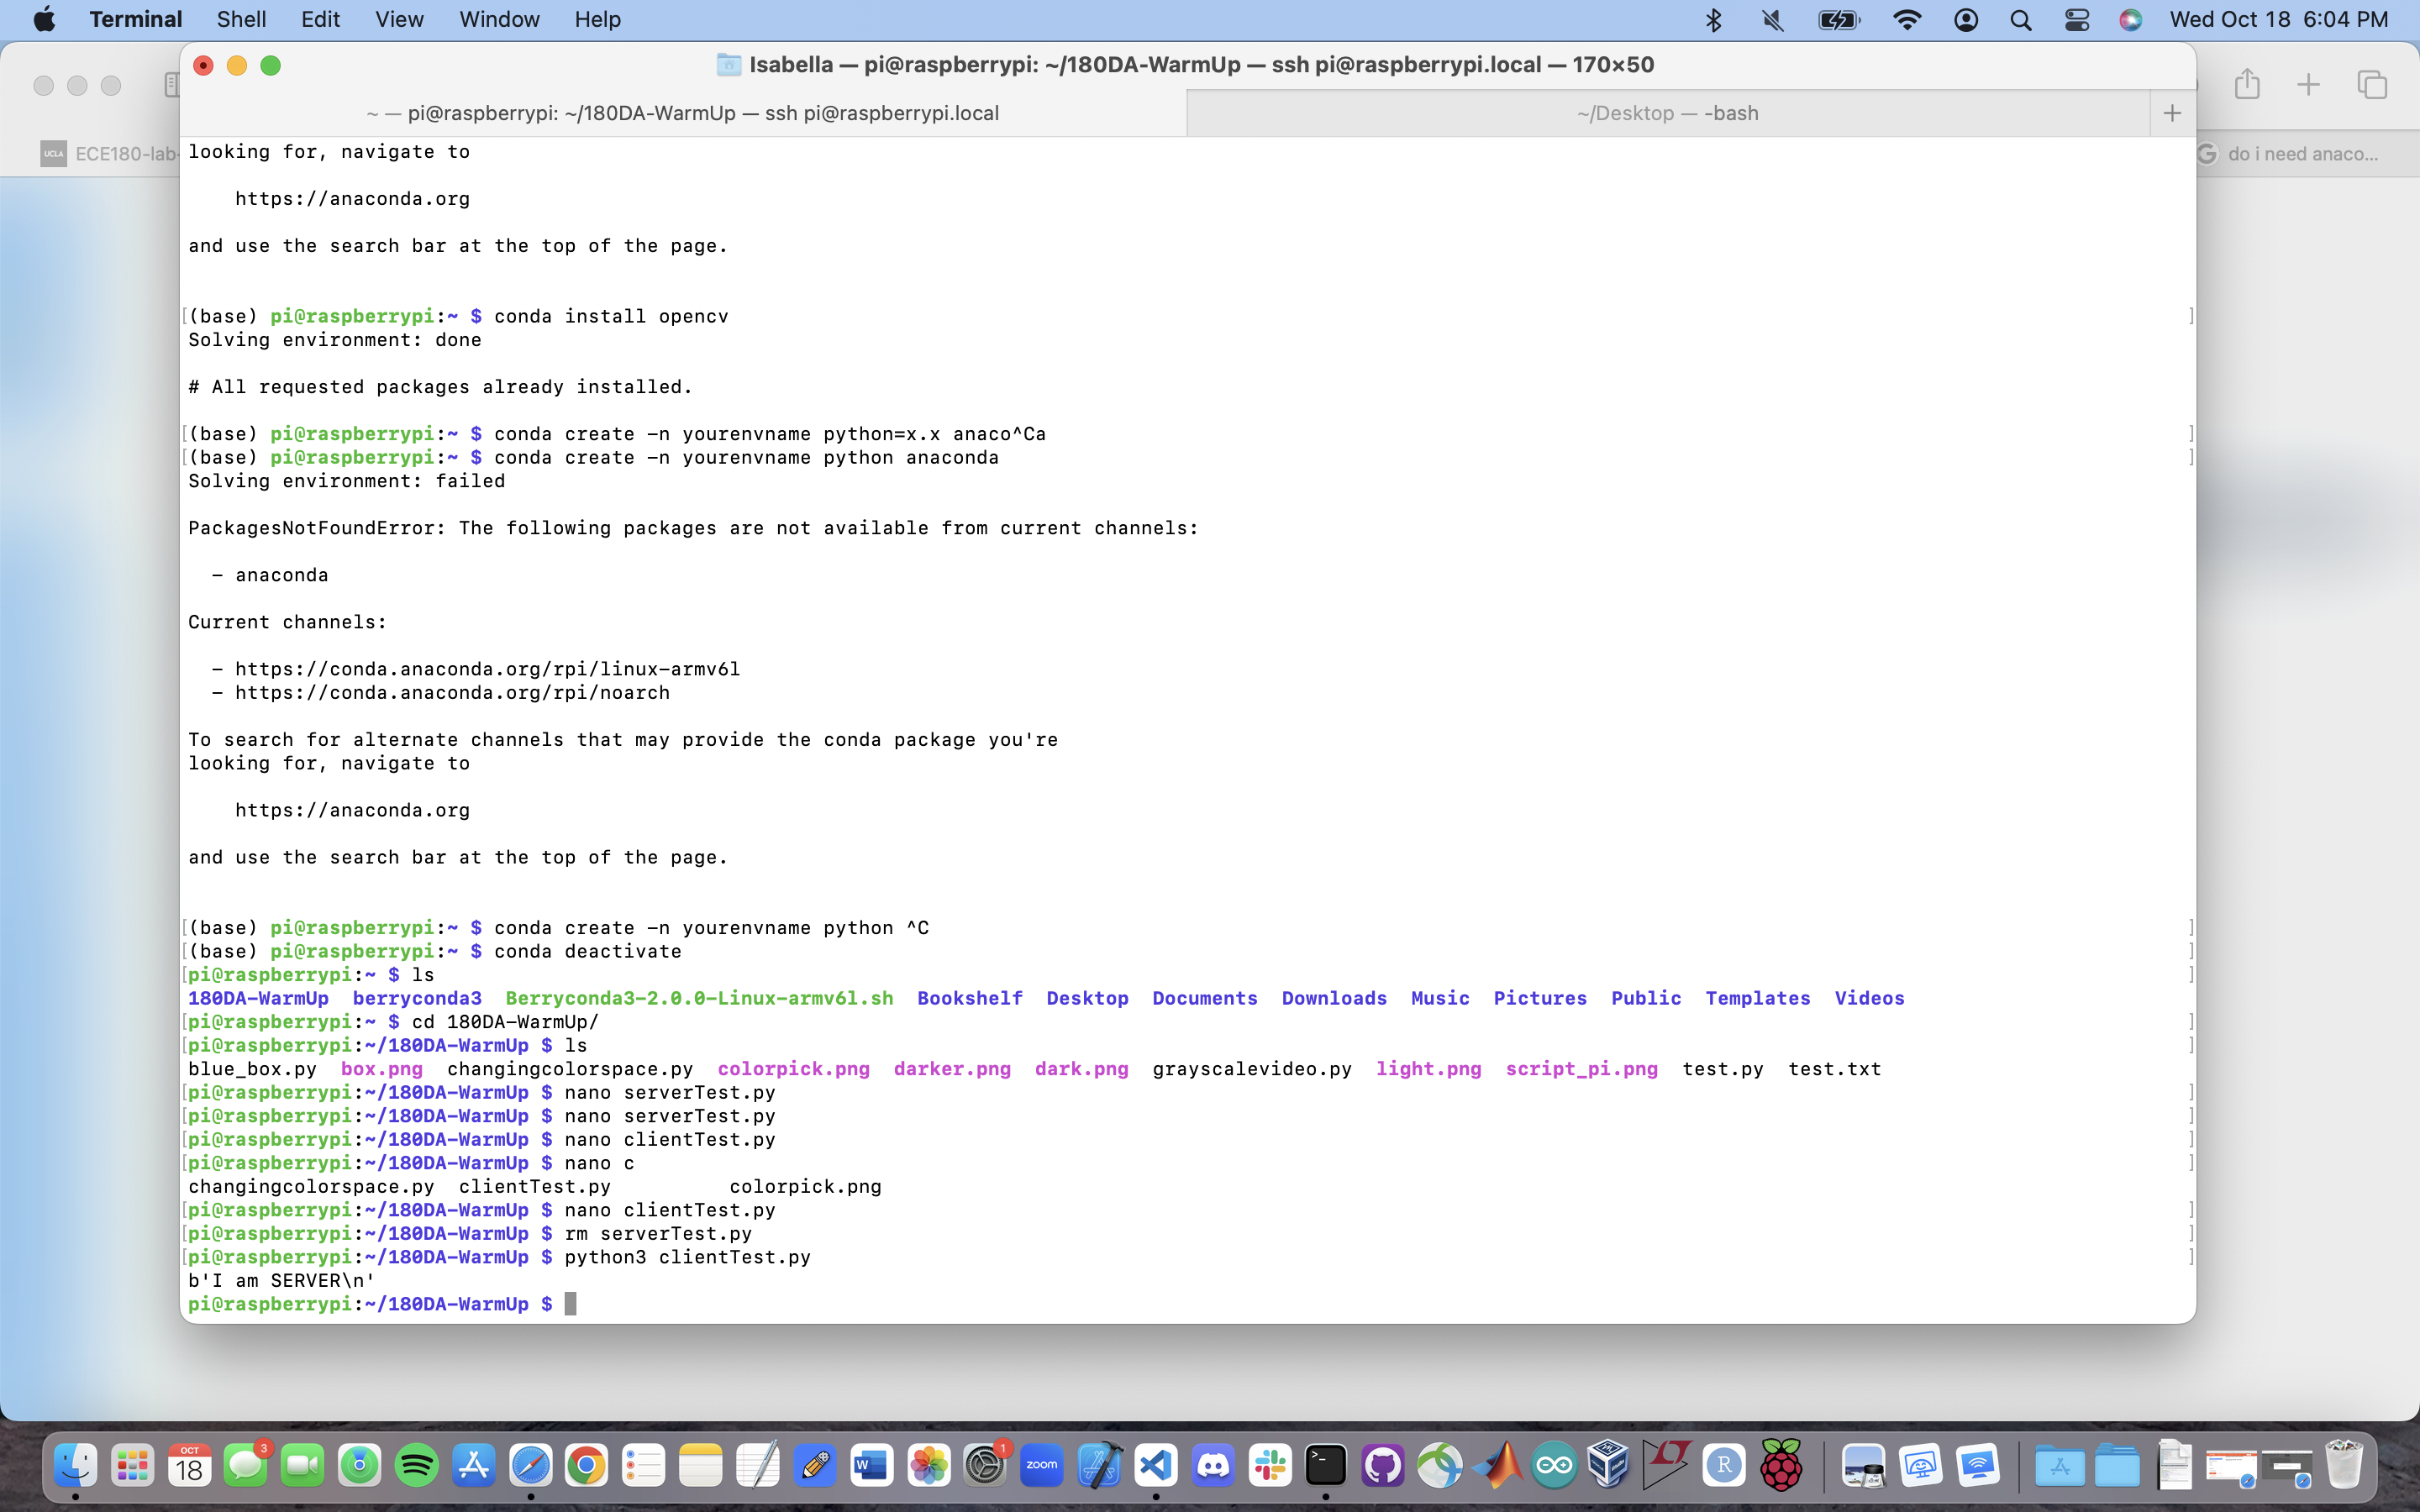 Terminal Shell Edit View Window Help Wed Oct 18 6:04 PM
Isabella — pi@raspberrypi: ~/180DA-WarmUp — ssh pi@raspberrypi.local — 170×50
~ — pi@raspberrypi: ~/180DA-WarmUp — ssh pi@raspberrypi.local ~/Desktop — -bash
UCLA ECE180-lab- do i need anaco...
looking for, navigate to
https://anaconda.org
and use the search bar at the top of the page.
[(base) pi@raspberrypi:~ $ conda install opencv ]
Solving environment: done
# All requested packages already installed.
[(base) pi@raspberrypi:~ $ conda create -n yourenvname python=x.x anaco^Ca ]
[(base) pi@raspberrypi:~ $ conda create -n yourenvname python anaconda ]
Solving environment: failed
PackagesNotFoundError: The following packages are not available from current channels:
- anaconda
Current channels:
- https://conda.anaconda.org/rpi/linux-armv6l
- https://conda.anaconda.org/rpi/noarch
To search for alternate channels that may provide the conda package you're
looking for, navigate to
https://anaconda.org
and use the search bar at the top of the page.
[(base) pi@raspberrypi:~ $ conda create -n yourenvname python ^C ]
[(base) pi@raspberrypi:~ $ conda deactivate ]
[pi@raspberrypi:~ $ ls ]
180DA-WarmUp berryconda3 Berryconda3-2.0.0-Linux-armv6l.sh Bookshelf Desktop Documents Downloads Music Pictures Public Templates Videos
[pi@raspberrypi:~ $ cd 180DA-WarmUp/ ]
[pi@raspberrypi:~/180DA-WarmUp $ ls ]
blue_box.py box.png changingcolorspace.py colorpick.png darker.png dark.png grayscalevideo.py light.png script_pi.png test.py test.txt
[pi@raspberrypi:~/180DA-WarmUp $ nano serverTest.py ]
[pi@raspberrypi:~/180DA-WarmUp $ nano serverTest.py ]
[pi@raspberrypi:~/180DA-WarmUp $ nano clientTest.py ]
[pi@raspberrypi:~/180DA-WarmUp $ nano c ]
changingcolorspace.py clientTest.py colorpick.png
[pi@raspberrypi:~/180DA-WarmUp $ nano clientTest.py ]
[pi@raspberrypi:~/180DA-WarmUp $ rm serverTest.py ]
[pi@raspberrypi:~/180DA-WarmUp $ python3 clientTest.py ]
b'I am SERVER\n'
pi@raspberrypi:~/180DA-WarmUp $
OCT 18 3 W 1 zoom >_ R